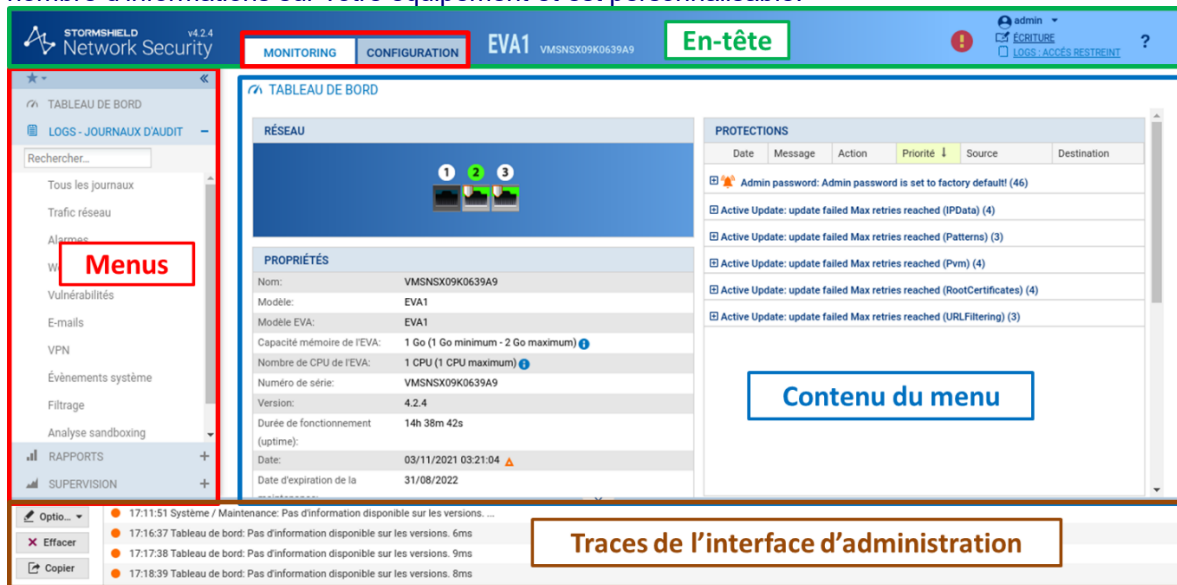 nombre d'informations sur votre équipement et est personnalisable.
STORMSHIELD v4.2.4
Network Security
MONITORING CONFIGURATION
EVA1 VMSNSX09K0639A9
En-tête
admin
ÉCRITURE
LOGS : ACCÉS RESTREINT
?
TABLEAU DE BORD
LOGS - JOURNAUX D'AUDIT
Rechercher...
Tous les journaux
Trafic réseau
Alarmes
Menus
Vulnérabilités
E-mails
VPN
Évènements système
Filtrage
Analyse sandboxing
RAPPORTS
SUPERVISION
TABLEAU DE BORD
RÉSEAU
1 2 3
PROPRIÉTÉS
Nom: VMSNSX09K0639A9
Modèle: EVA1
Modèle EVA: EVA1
Capacité mémoire de l'EVA: 1 Go (1 Go minimum - 2 Go maximum)
Nombre de CPU de l'EVA: 1 CPU (1 CPU maximum)
Numéro de série: VMSNSX09K0639A9
Version: 4.2.4
Durée de fonctionnement 14h 38m 42s
(uptime):
Date: 03/11/2021 03:21:04
Date d'expiration de la 31/08/2022
PROTECTIONS
Date Message Action Priorité Source Destination
Admin password: Admin password is set to factory default! (46)
Active Update: update failed Max retries reached (IPData) (4)
Active Update: update failed Max retries reached (Patterns) (3)
Active Update: update failed Max retries reached (Pvm) (4)
Active Update: update failed Max retries reached (RootCertificates) (4)
Active Update: update failed Max retries reached (URLFiltering) (3)
Contenu du menu
Optio...
Effacer
Copier
17:11:51 Système / Maintenance: Pas d'information disponible sur les versions. ...
17:16:37 Tableau de bord: Pas d'information disponible sur les versions. 6ms
17:17:38 Tableau de bord: Pas d'information disponible sur les versions. 9ms
17:18:39 Tableau de bord: Pas d'information disponible sur les versions. 8ms
Traces de l'interface d'administration